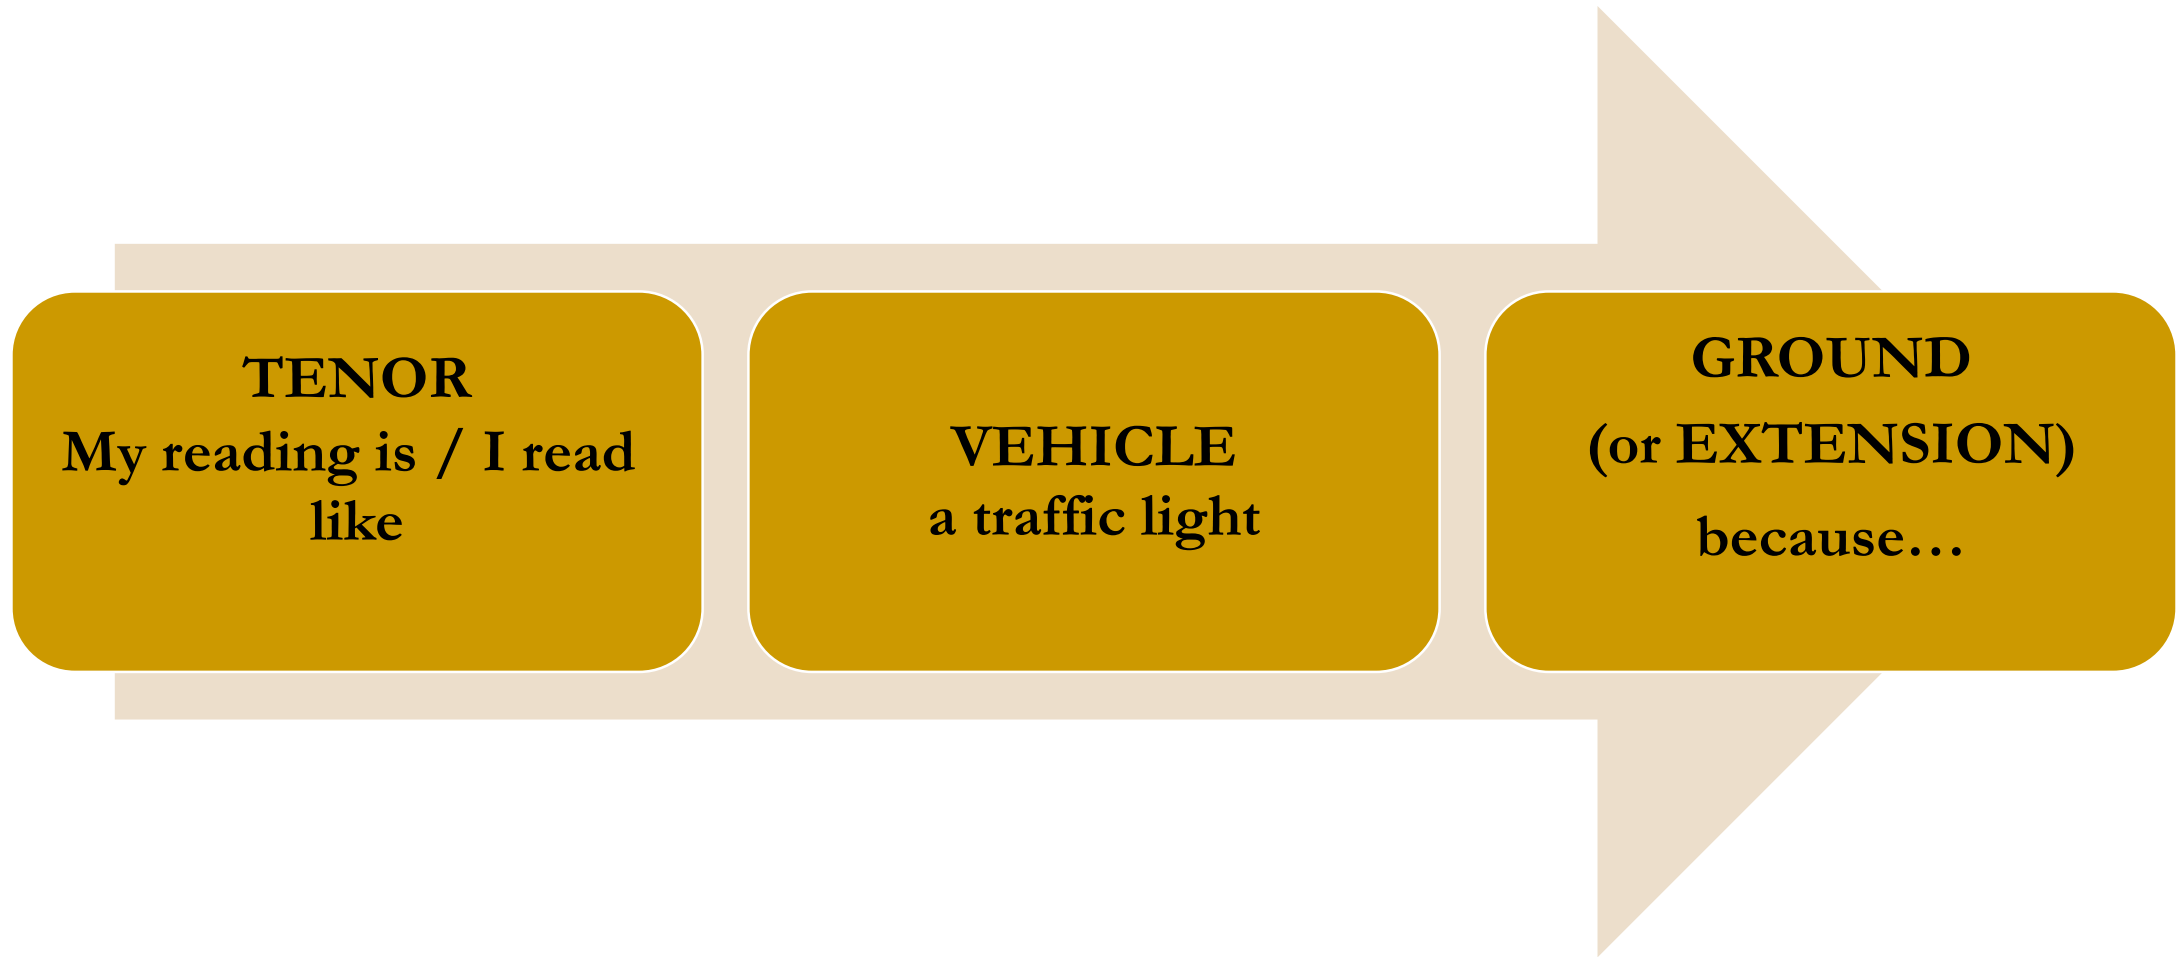 TENOR
My reading is / I read
like
VEHICLE
a traffic light
GROUND
(or EXTENSION)
because…